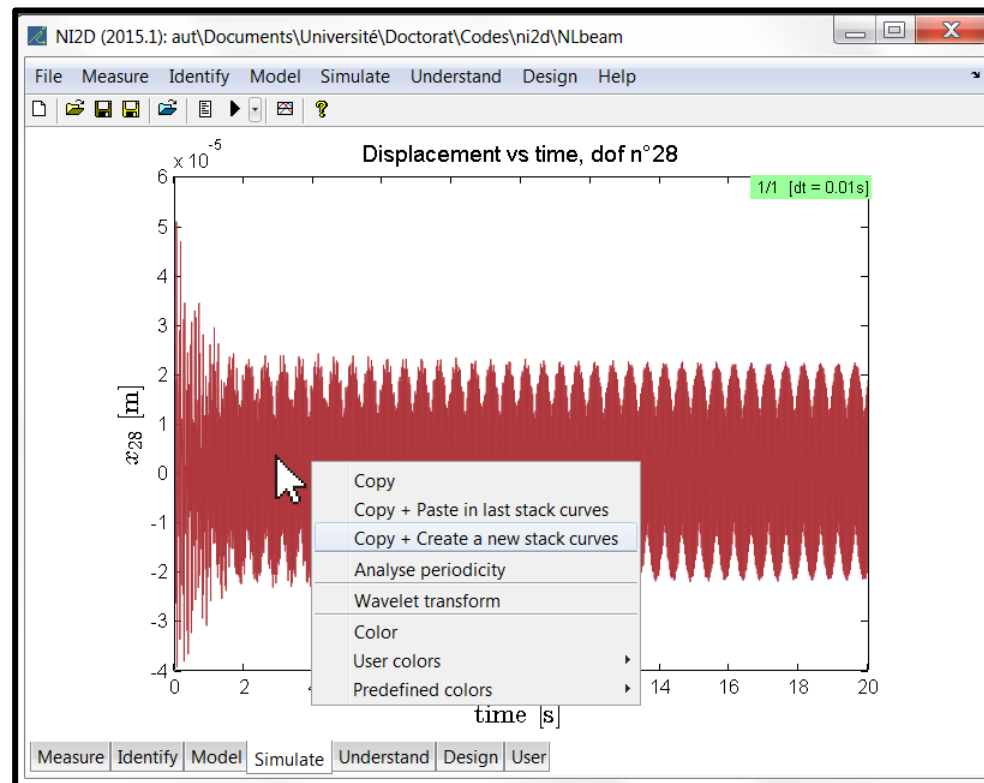 NI2D (2015.1): aut\Documents\Université\Doctorat\Codes\ni2d\NLbeam
File Measure Identify Model Simulate Understand Design Help
Displacement vs time, dof n°28
x 10^-5
1/1 [dt = 0.01s]
6
5
4
3
2
1
0
-1
-2
-3
-4
x28 [m]
Copy
Copy + Paste in last stack curves
Copy + Create a new stack curves
Analyse periodicity
Wavelet transform
Color
User colors
Predefined colors
0 2 4 14 16 18 20
time [s]
Measure Identify Model Simulate Understand Design User